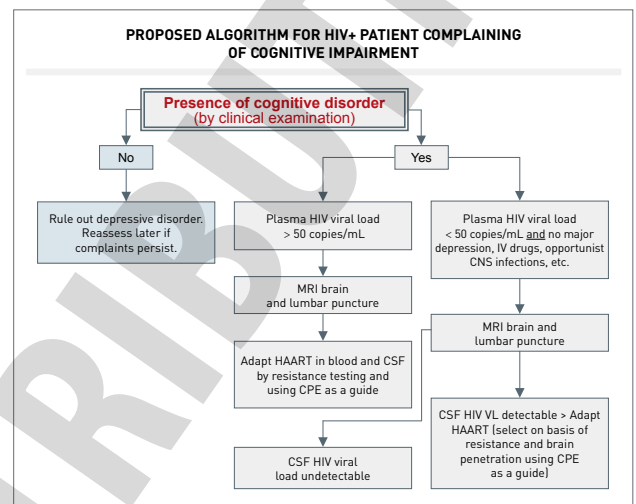 PROPOSED ALGORITHM FOR HIV+ PATIENT COMPLAINING
OF COGNITIVE IMPAIRMENT
Presence of cognitive disorder
(by clinical examination)
No
Yes
Rule out depressive disorder.
Reassess later if
complaints persist.
Plasma HIV viral load
> 50 copies/mL
Plasma HIV viral load
< 50 copies/mL and no major
depression, IV drugs, opportunist
CNS infections, etc.
MRI brain
and lumbar puncture
MRI brain and
lumbar puncture
Adapt HAART in blood and CSF
by resistance testing and
using CPE as a guide
CSF HIV viral
load undetectable
CSF HIV VL detectable > Adapt
HAART (select on basis of
resistance and brain
penetration using CPE
as a guide)
RIBUT